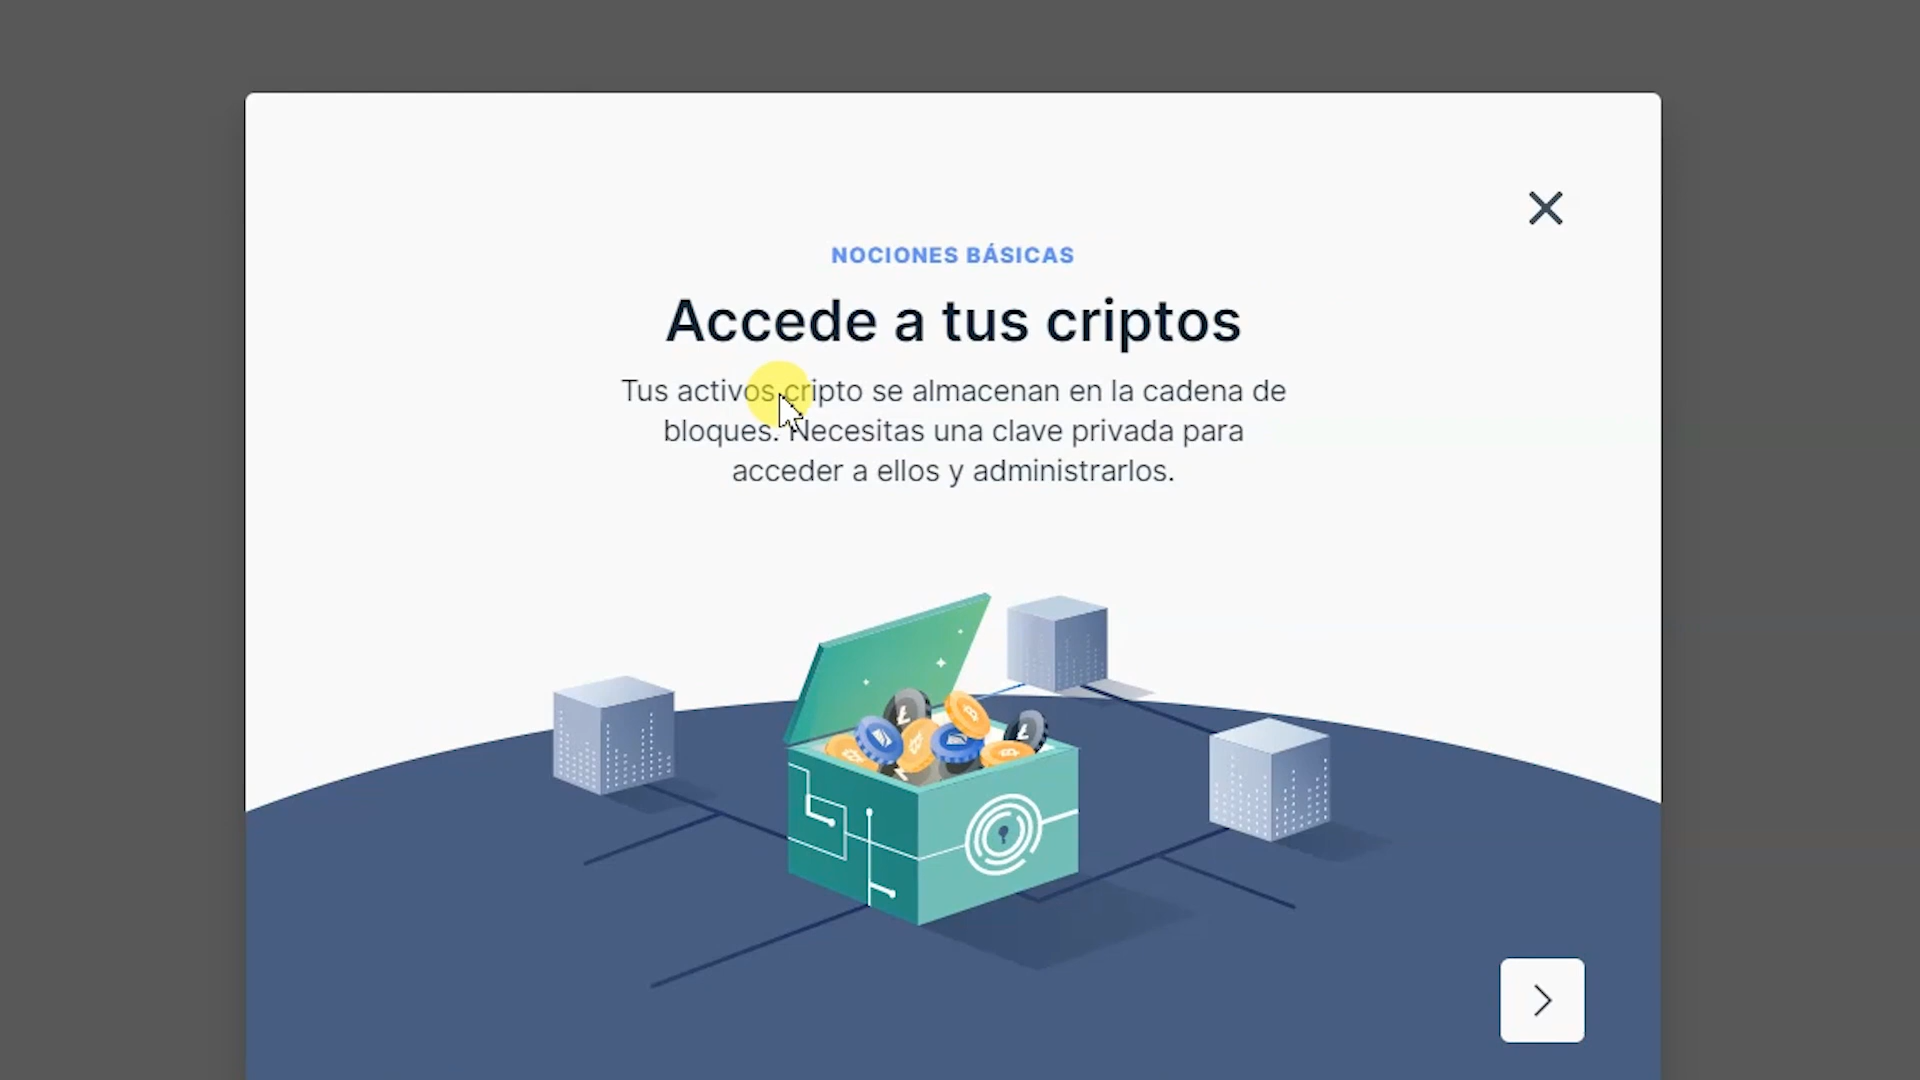 NOCIONES BÁSICAS
Accede a tus criptos
Tus activos cripto se almacenan en la cadena de
bloques. Necesitas una clave privada para
acceder a ellos y administrarlos.